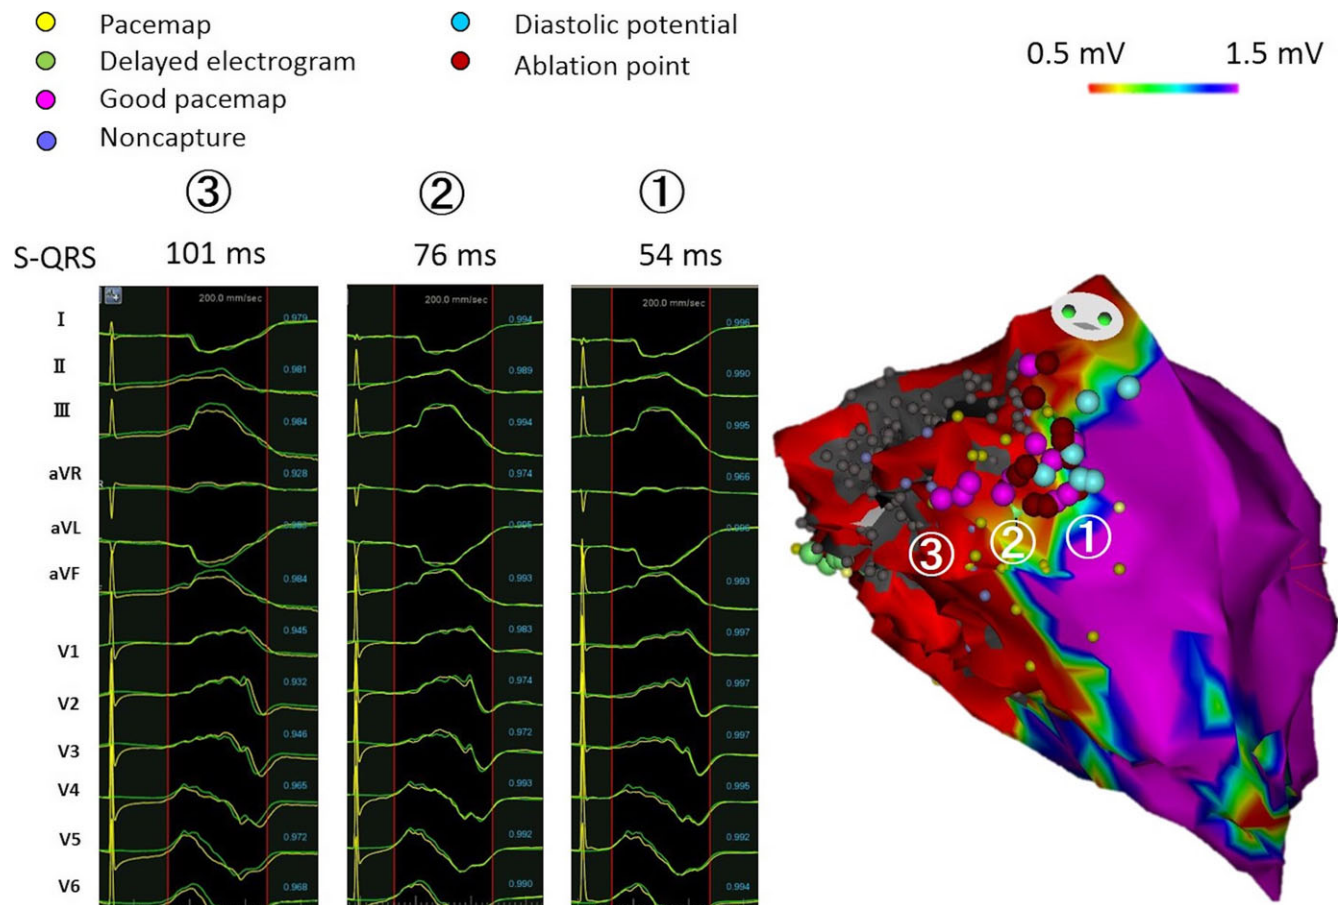 Pacemap
Delayed electrogram
Good pacemap
Noncapture
Diastolic potential
Ablation point
0.5 mV 1.5 mV
③ ② ①
S-QRS 101 ms 76 ms 54 ms
200.0 mm/sec 200.0 mm/sec 200.0 mm/sec
I 0.979 0.994 0.996
II 0.981 0.989 0.990
III 0.984 0.994 0.995
aVR 0.928 0.974 0.966
aVL
aVF 0.984 0.993 0.993
V1 0.945 0.983 0.997
V2 0.932 0.974 0.997
V3 0.946 0.972 0.997
V4 0.965 0.993 0.995
V5 0.972 0.992 0.992
V6 0.968 0.990 0.994
③ ② ①